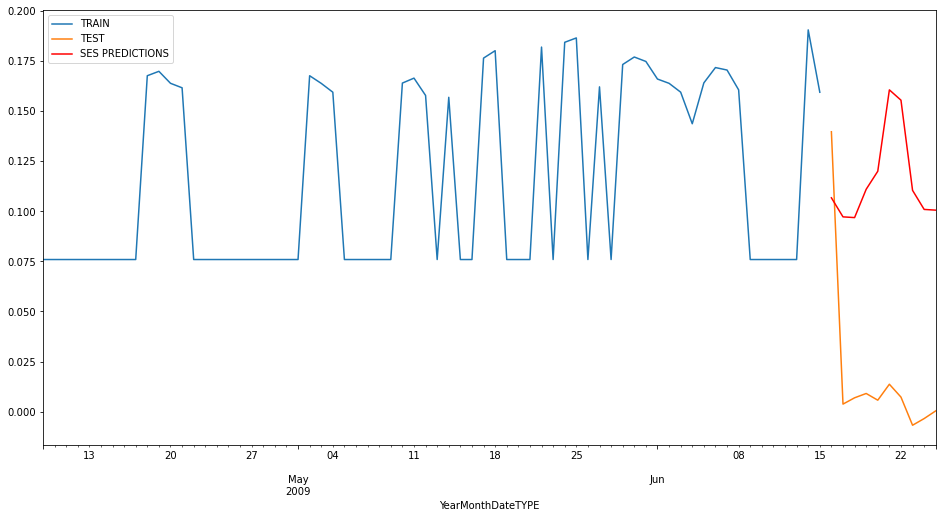 0.200
TRAIN
TEST
SES PREDICTIONS
0.175
0.150
0.125
0.100
0.075
0.050
0.025
0.000
13 20 27 04 11 18 25 08 15 22
May Jun
2009
YearMonthDateTYPE